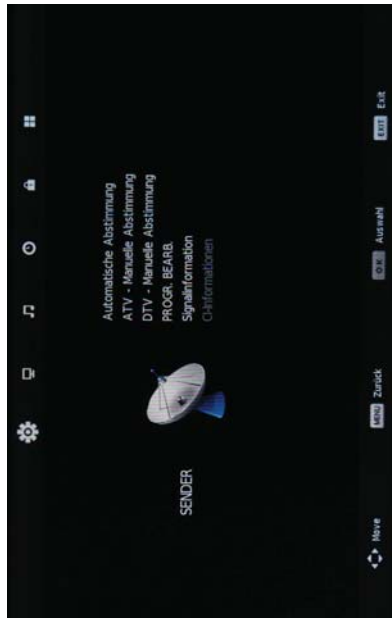 SENDER
Automatische Abstimmung
ATV - Manuelle Abstimmung
DTV - Manuelle Abstimmung
PROGR. BEARB.
Signalinformation
CI-Informationen
Move MENU Zurück OK Auswahl EXIT Exit